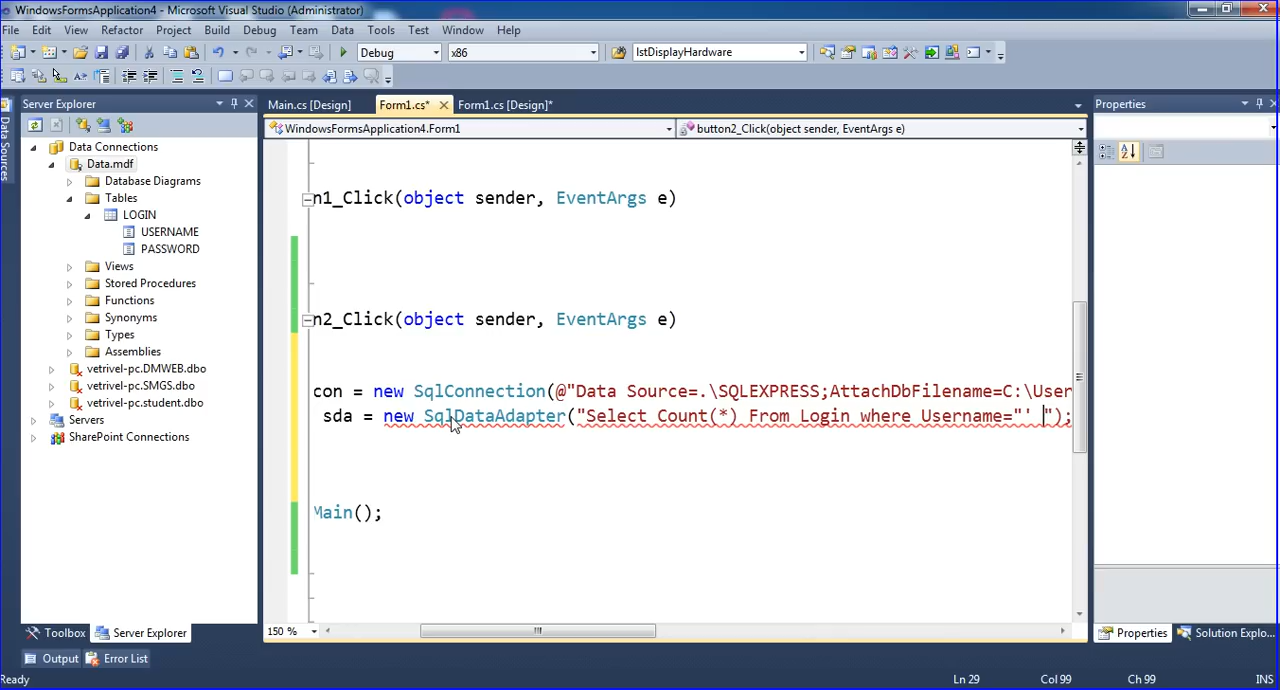 WindowsFormsApplication4 - Microsoft Visual Studio (Administrator)
File Edit View Refactor Project Build Debug Team Data Tools Test Window Help
Debug x86 lstDisplayHardware
Data Sources
Server Explorer
Data Connections
Data.mdf
Database Diagrams
Tables
LOGIN
USERNAME
PASSWORD
Views
Stored Procedures
Functions
Synonyms
Types
Assemblies
vetrivel-pc.DMWEB.dbo
vetrivel-pc.SMGS.dbo
vetrivel-pc.student.dbo
Servers
SharePoint Connections
Toolbox Server Explorer
Main.cs [Design] Form1.cs* Form1.cs [Design]*
WindowsFormsApplication4.Form1 button2_Click(object sender, EventArgs e)
n1_Click(object sender, EventArgs e)
n2_Click(object sender, EventArgs e)
con = new SqlConnection(@"Data Source=.\SQLEXPRESS;AttachDbFilename=C:\User
sda = new SqlDataAdapter("Select Count(*) From Login where Username="' ");
Main();
150 %
Properties
Properties Solution Explo...
Output Error List
Ready Ln 29 Col 99 Ch 99 INS